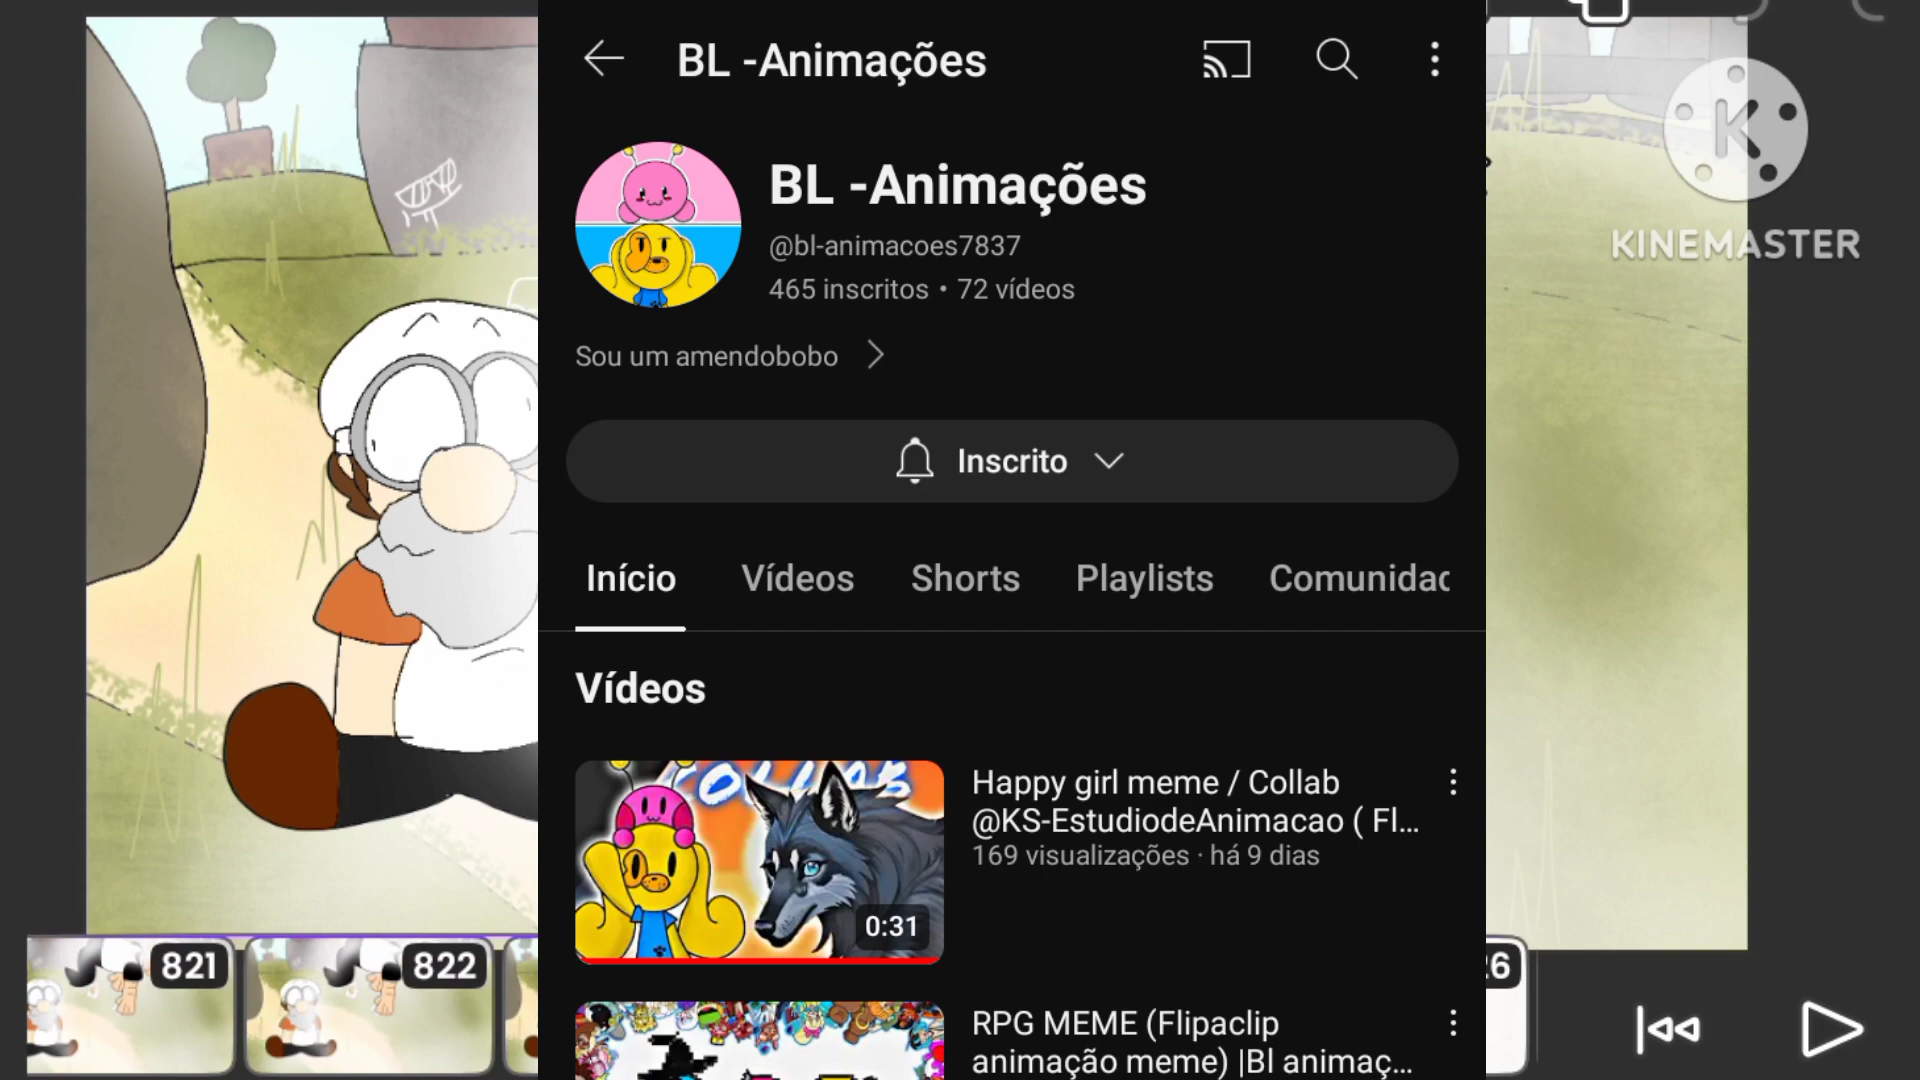 BL -Animações
BL -Animações
@bl-animacoes7837
465 inscritos • 72 vídeos
Sou um amendobobo
Inscrito
Início Vídeos Shorts Playlists Comunidac
Vídeos
COLLAB
0:31
Happy girl meme / Collab
@KS-EstudiodeAnimacao ( Fl...
169 visualizações · há 9 dias
RPG MEME (Flipaclip
animação meme) |Bl animaç...
K
KINEMASTER
821
822
26